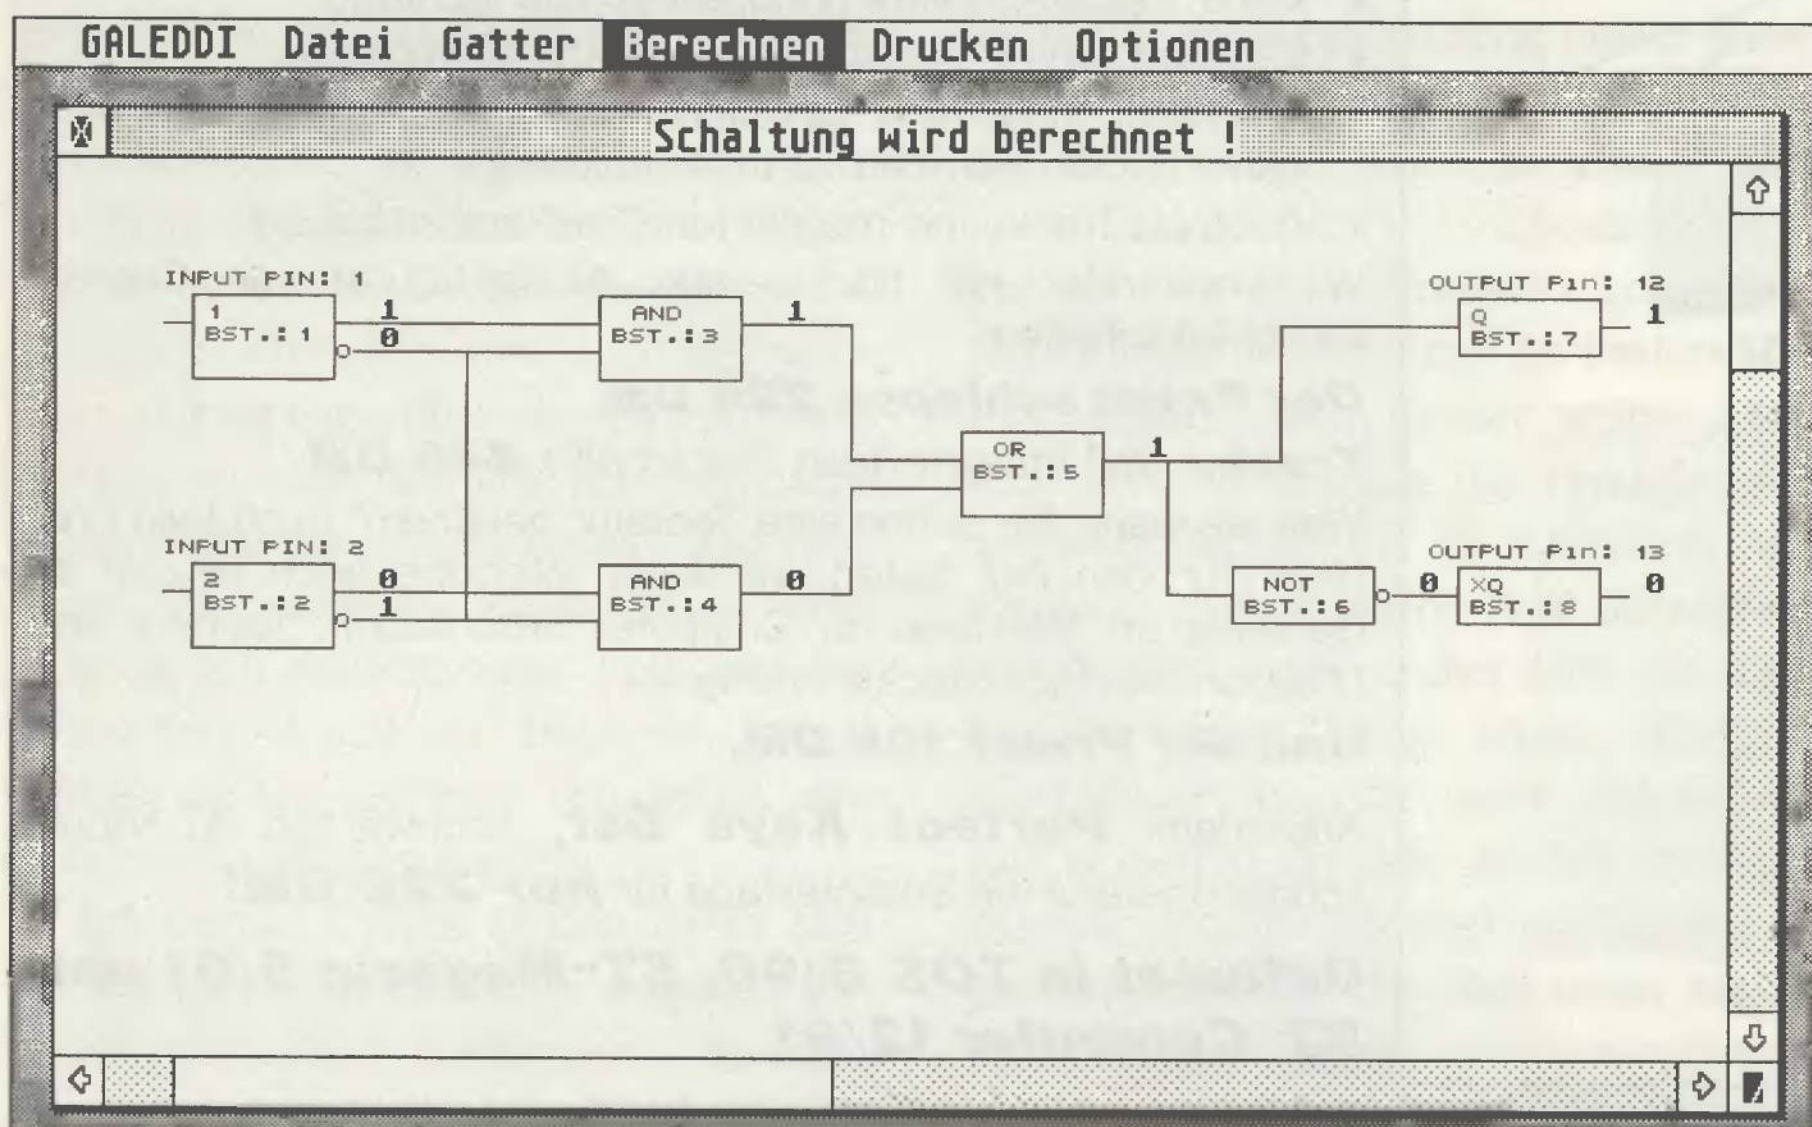 GALEDDI Datei Gatter Berechnen Drucken Optionen
Schaltung wird berechnet !
INPUT PIN: 1
1
BST.: 1
1
0
AND
BST.:3
1
OUTPUT Pin: 12
Q
BST.:7
1
OR
BST.:5
1
INPUT PIN: 2
2
BST.:2
0
1
AND
BST.:4
0
NOT
BST.:6
0
OUTPUT Pin: 13
XQ
BST.:8
0